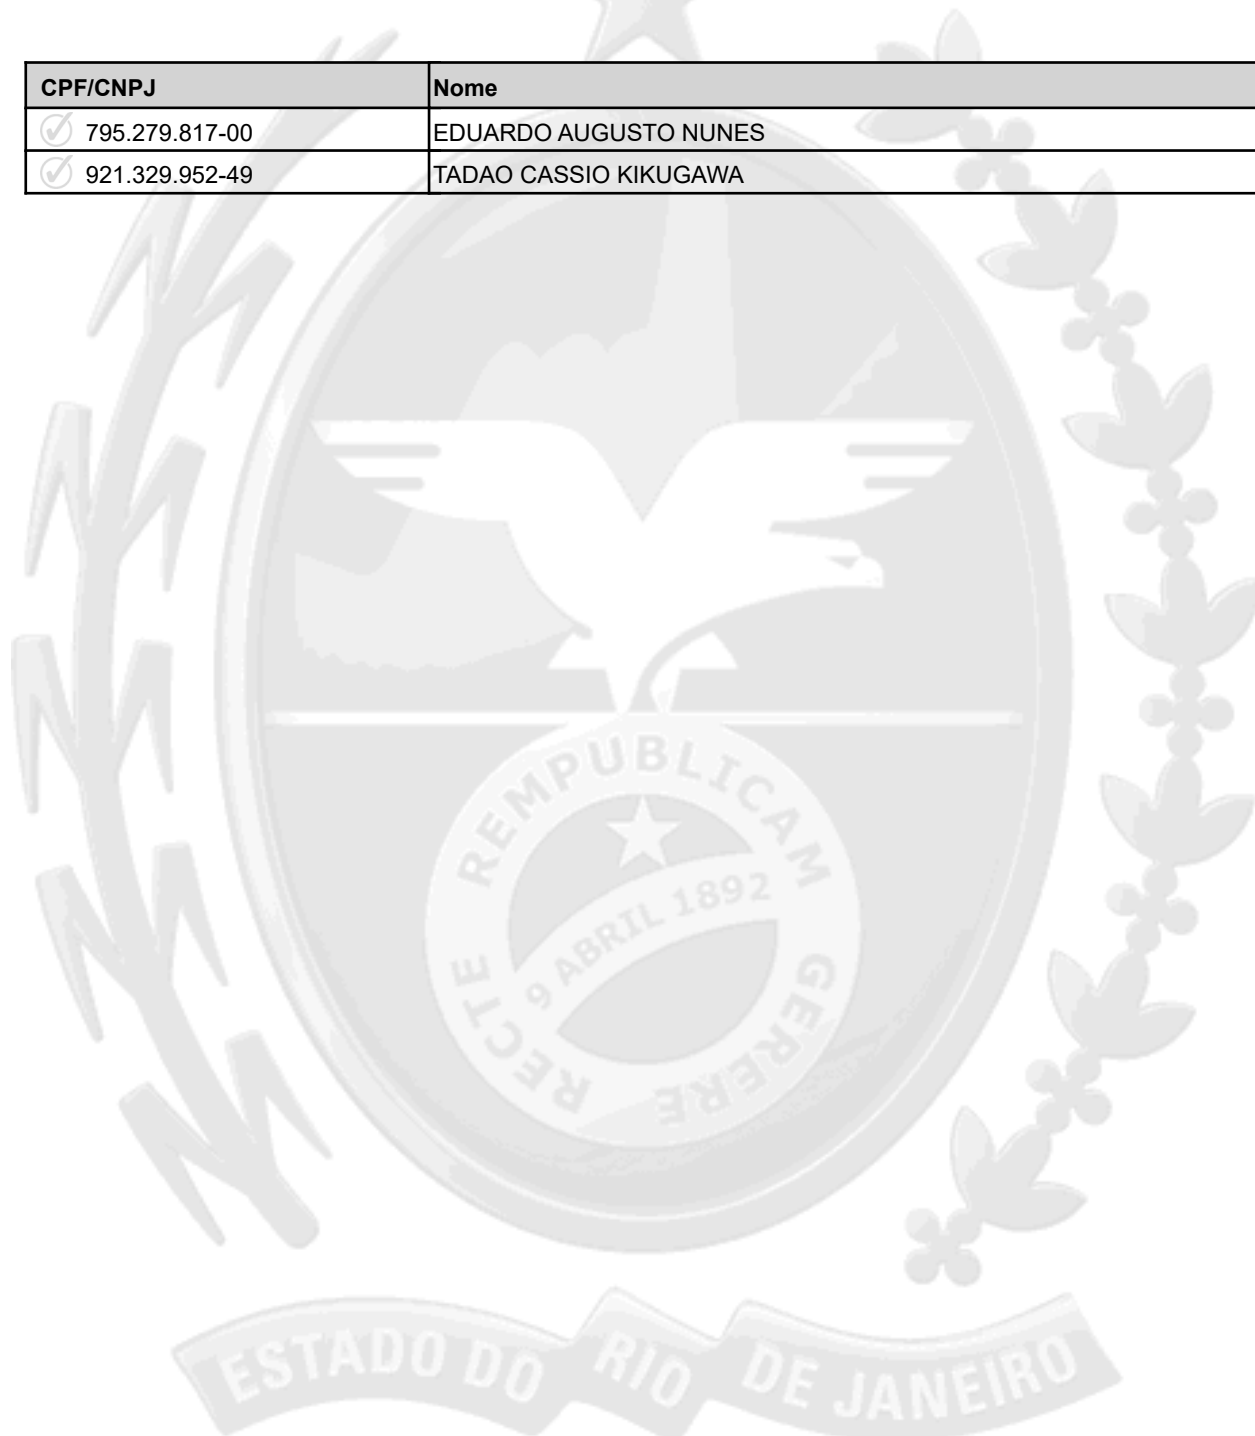 CPF/CNPJ Nome
795.279.817-00 EDUARDO AUGUSTO NUNES
921.329.952-49 TADAO CASSIO KIKUGAWA
REMPUBLICAM
9 ABRIL 1892
RECTE GERERE
ESTADO DO RIO DE JANEIRO